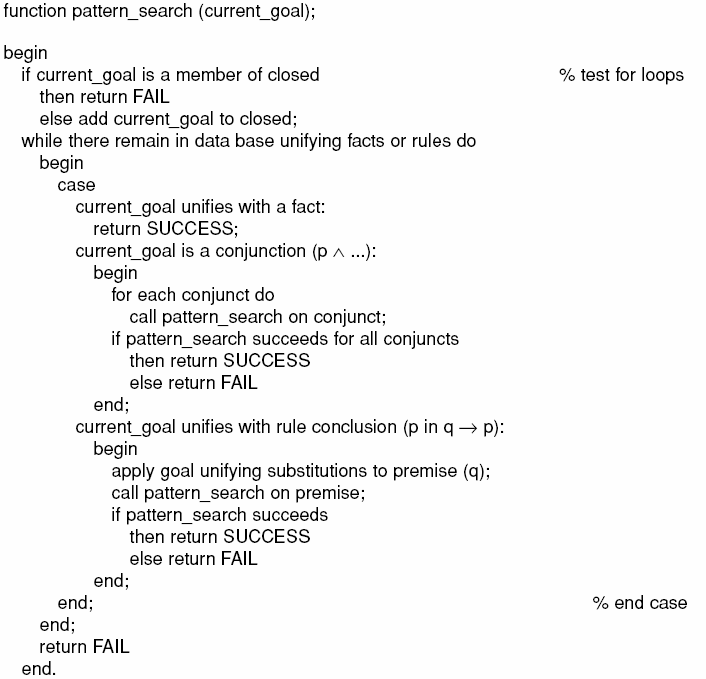 function pattern_search (current_goal);
begin
if current_goal is a member of closed % test for loops
then return FAIL
else add current_goal to closed;
while there remain in data base unifying facts or rules do
begin
case
current_goal unifies with a fact:
return SUCCESS;
current_goal is a conjunction (p ∧ ...):
begin
for each conjunct do
call pattern_search on conjunct;
if pattern_search succeeds for all conjuncts
then return SUCCESS
else return FAIL
end;
current_goal unifies with rule conclusion (p in q → p):
begin
apply goal unifying substitutions to premise (q);
call pattern_search on premise;
if pattern_search succeeds
then return SUCCESS
else return FAIL
end;
end; % end case
end;
return FAIL
end.